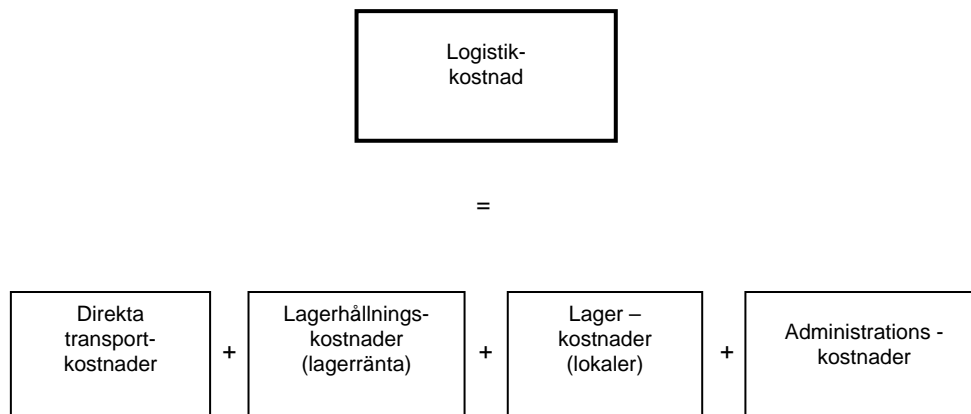 Logistik-
kostnad
=
Direkta
transport-
kostnader
+
Lagerhållnings-
kostnader
(lagerränta)
+
Lager –
kostnader
(lokaler)
+
Administrations -
kostnader